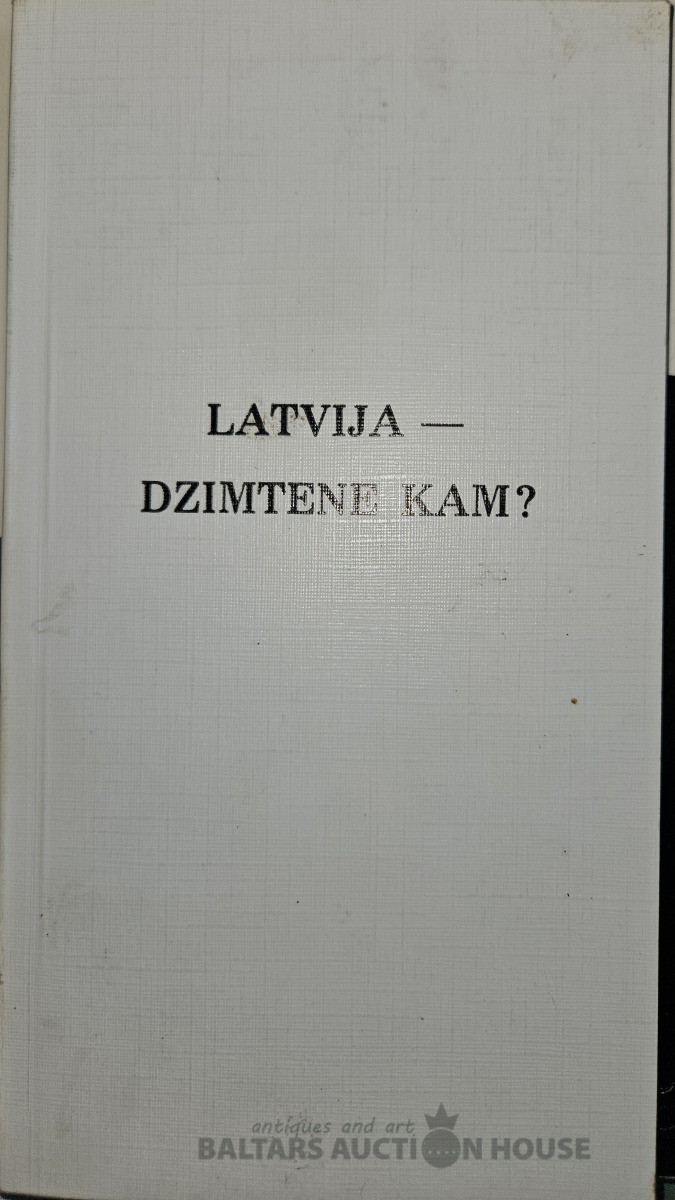 LATVIJA —
DZIMTENE KAM?
antiques and art
BALTARS AUCTION HOUSE